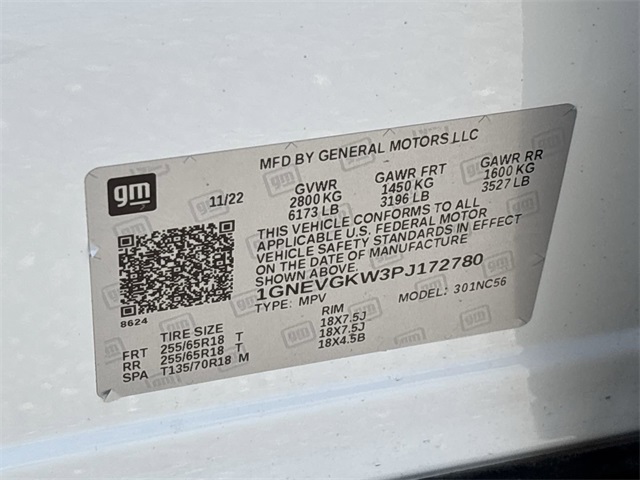 MFD BY GENERAL MOTORS LLC
gm
11/22
GVWR GAWR FRT GAWR RR
2800 KG 1450 KG 1600 KG
6173 LB 3196 LB 3527 LB
THIS VEHICLE CONFORMS TO ALL
APPLICABLE U.S. FEDERAL MOTOR
VEHICLE SAFETY STANDARDS IN EFFECT
ON THE DATE OF MANUFACTURE
SHOWN ABOVE.
1GNEVGKW3PJ172780
TYPE: MPV MODEL: 301NC56
8624
TIRE SIZE RIM
FRT 255/65R18 T 18X7.5J
RR 255/65R18 T 18X7.5J
SPA T135/70R18 M 18X4.5B